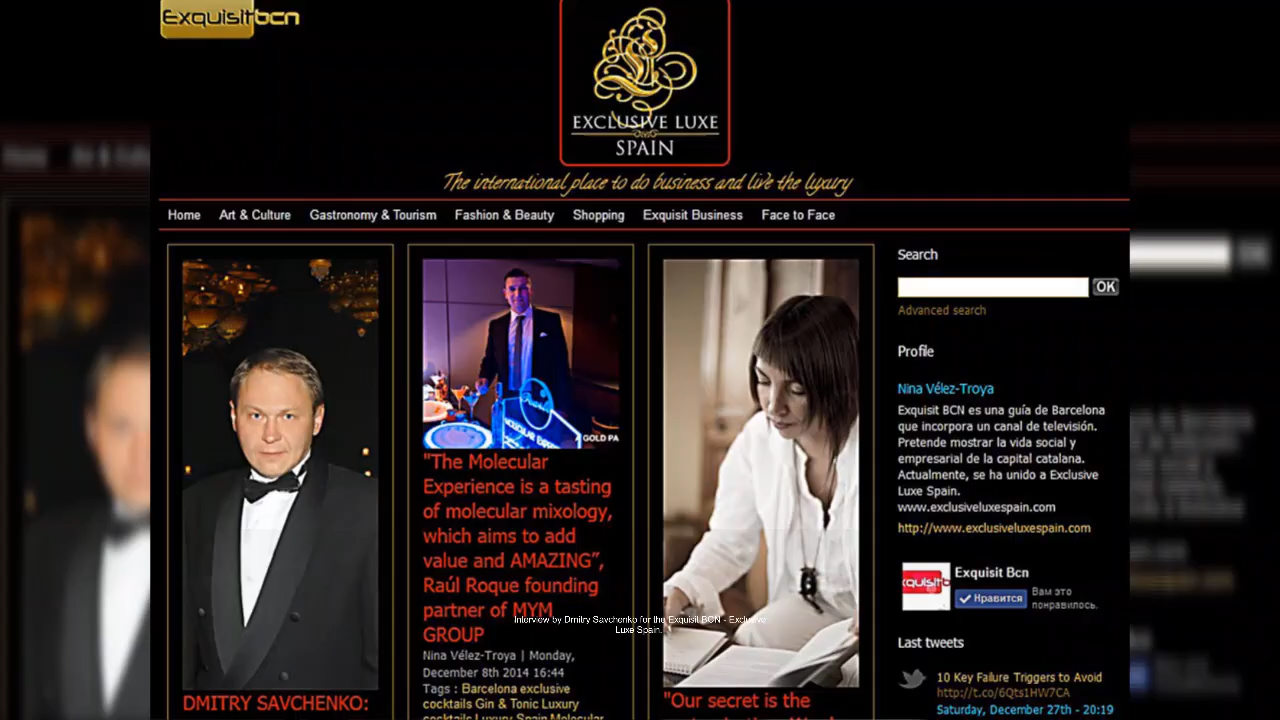 Exquisitbcn
EXCLUSIVE LUXE
SPAIN
The international place to do business and live the luxury
Home Art & Culture Gastronomy & Tourism Fashion & Beauty Shopping Exquisit Business Face to Face
DMITRY SAVCHENKO:
GOLD PA
"The Molecular
Experience is a tasting
of molecular mixology,
which aims to add
value and AMAZING”,
Raúl Roque founding
partner of MYM
GROUP
Nina Vélez-Troya | Monday,
December 8th 2014 16:44
Tags : Barcelona exclusive
cocktails Gin & Tonic Luxury
cocktails Luxury Spain Molecular
Interview by Dmitry Savchenko for the Exquisit BCN - Exclusive
Luxe Spain.
"Our secret is the
Search
OK
Advanced search
Profile
Nina Vélez-Troya
Exquisit BCN es una guía de Barcelona
que incorpora un canal de televisión.
Pretende mostrar la vida social y
empresarial de la capital catalana.
Actualmente, se ha unido a Exclusive
Luxe Spain.
www.exclusiveluxespain.com
http://www.exclusiveluxespain.com
Exquisit Bcn
Нравится
Вам это
понравилось.
Last tweets
10 Key Failure Triggers to Avoid
http://t.co/6Qts1HW7CA
Saturday, December 27th - 20:19